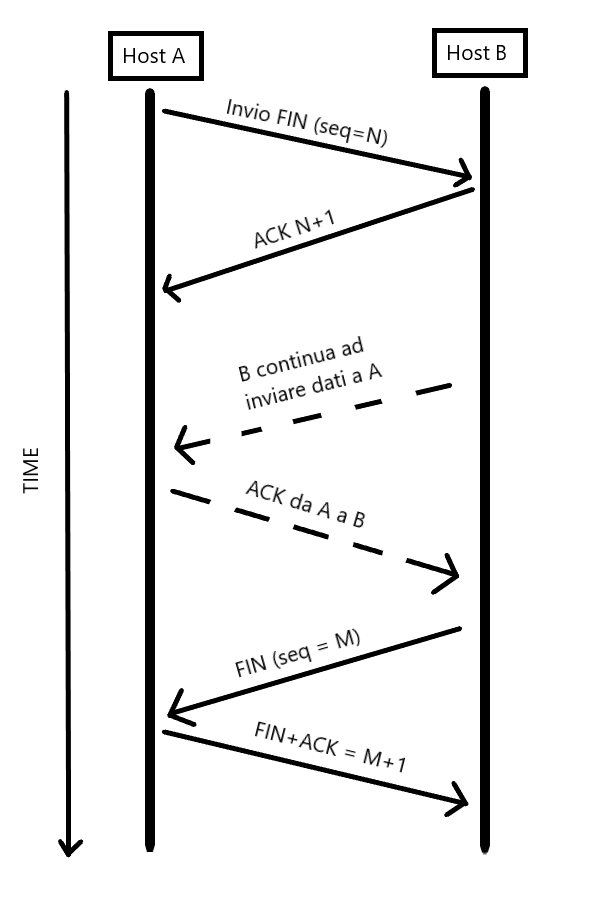 Host A
Host B
Invio FIN (seq=N)
ACK N+1
B continua ad
inviare dati a A
TIME
ACK da A a B
FIN (seq = M)
FIN+ACK = M+1